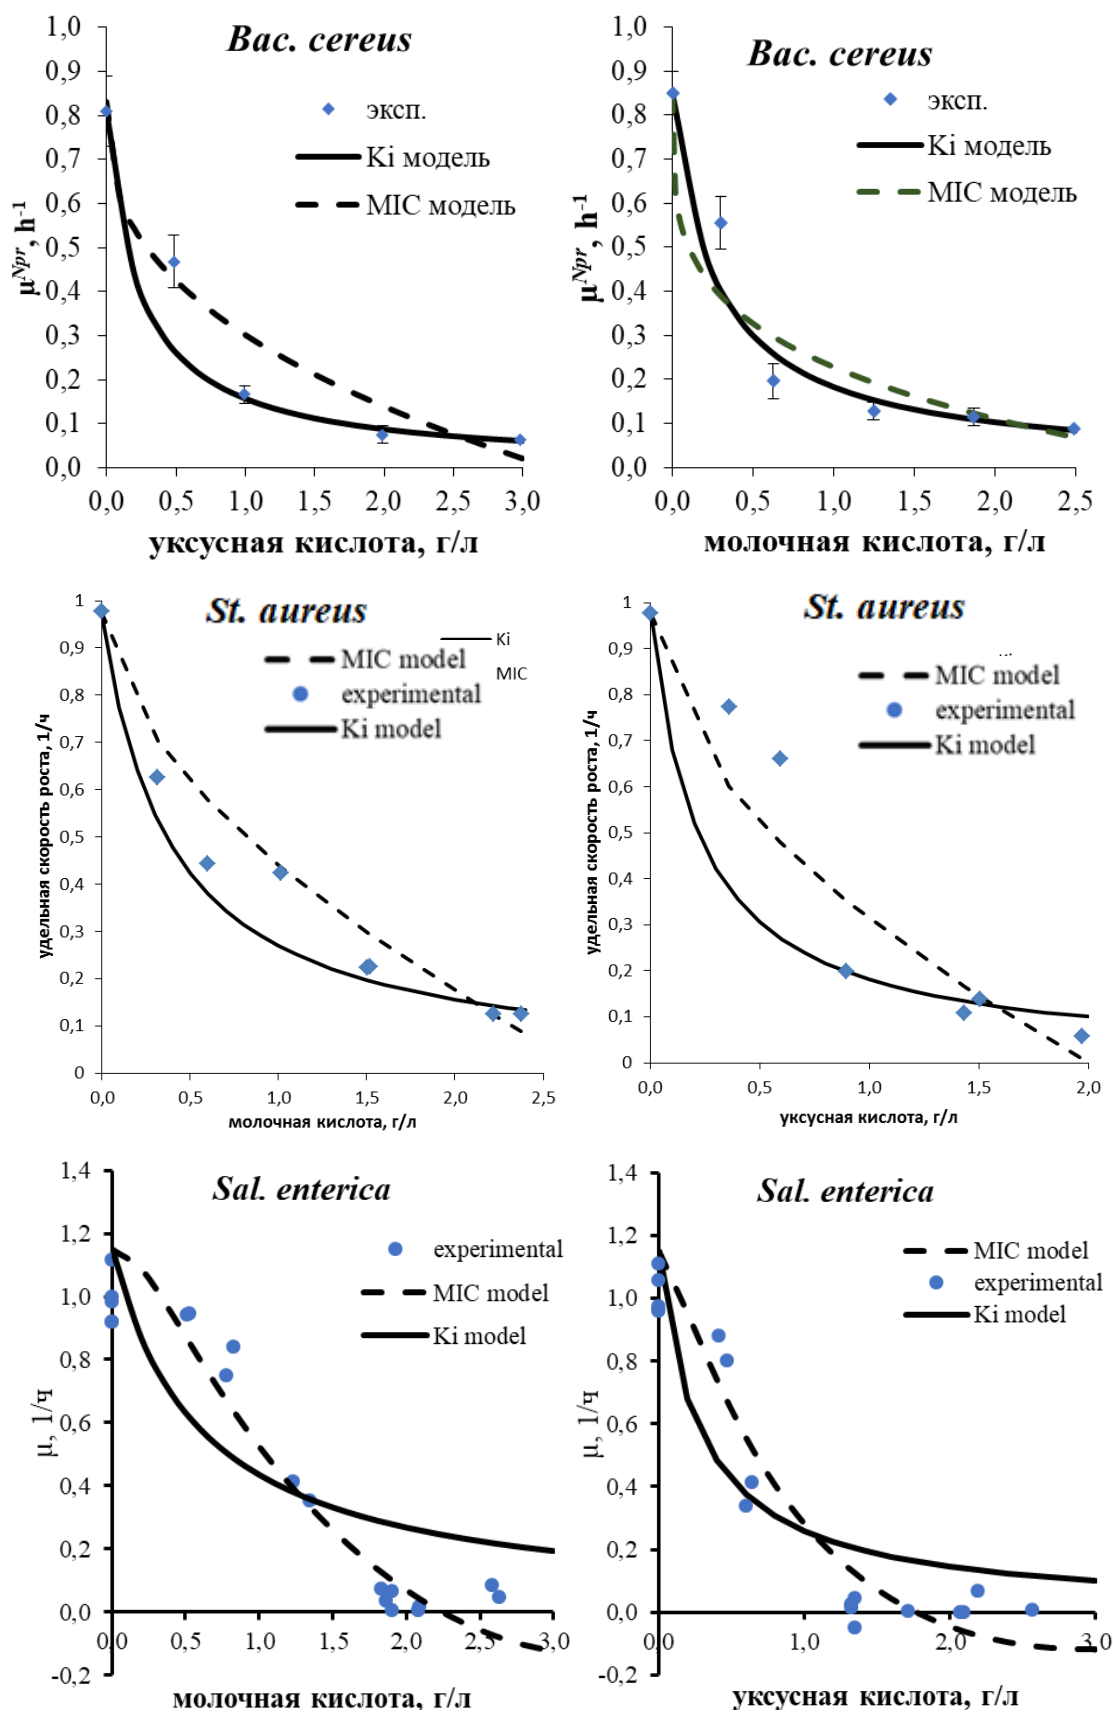 Bac. cereus
эксп.
Ki модель
MIC модель
μ^Npr, h⁻¹
1,0
0,9
0,8
0,7
0,6
0,5
0,4
0,3
0,2
0,1
0,0
0,0 0,5 1,0 1,5 2,0 2,5 3,0
уксусная кислота, г/л
Bac. cereus
эксп.
Ki модель
MIC модель
μ^Npr, h⁻¹
1,0
0,9
0,8
0,7
0,6
0,5
0,4
0,3
0,2
0,1
0,0
0,0 0,5 1,0 1,5 2,0 2,5
молочная кислота, г/л
St. aureus
Ki
MIC model
MIC
experimental
Ki model
удельная скорость роста, 1/ч
1
0,9
0,8
0,7
0,6
0,5
0,4
0,3
0,2
0,1
0
0,0 0,5 1,0 1,5 2,0 2,5
молочная кислота, г/л
St. aureus
MIC model
experimental
Ki model
удельная скорость роста, 1/ч
1
0,9
0,8
0,7
0,6
0,5
0,4
0,3
0,2
0,1
0
0,0 0,5 1,0 1,5 2,0
уксусная кислота, г/л
Sal. enterica
experimental
MIC model
Ki model
μ, 1/ч
1,4
1,2
1,0
0,8
0,6
0,4
0,2
0,0
-0,2
0,0 0,5 1,0 1,5 2,0 2,5 3,0
молочная кислота, г/л
Sal. enterica
MIC model
experimental
Ki model
μ, 1/ч
1,4
1,2
1,0
0,8
0,6
0,4
0,2
0,0
-0,2
0,0 1,0 2,0 3,0
уксусная кислота, г/л